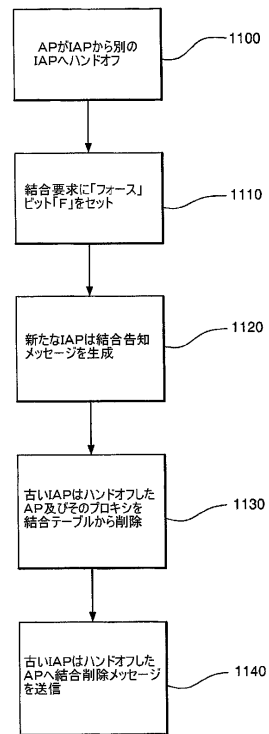 APがIAPから別の
IAPへハンドオフ
1100
結合要求に「フォース」
ビット「F」をセット
1110
新たなIAPは結合告知
メッセージを生成
1120
古いIAPはハンドオフした
AP及びそのプロキシを
結合テーブルから削除
1130
古いIAPはハンドオフした
APへ結合削除メッセージ
を送信
1140